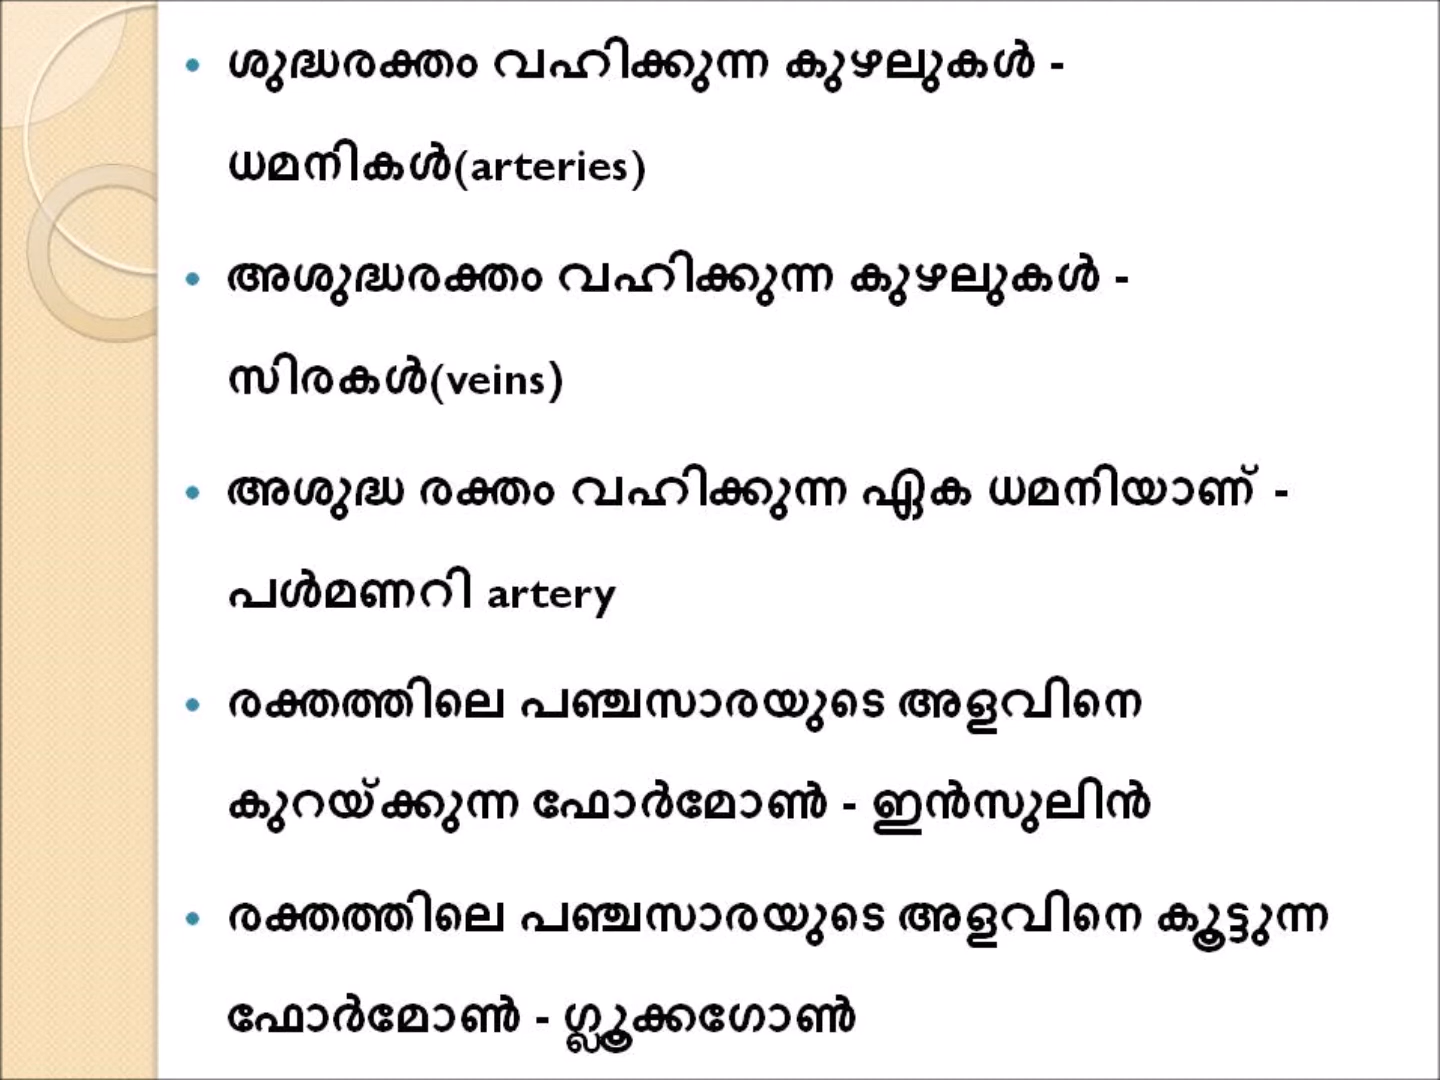 • ശുദ്ധരക്തം വഹിക്കുന്ന കുഴലുകൾ -
ധമനികൾ(arteries)
• അശുദ്ധരക്തം വഹിക്കുന്ന കുഴലുകൾ -
സിരകൾ(veins)
• അശുദ്ധ രക്തം വഹിക്കുന്ന ഏക ധമനിയാണ് -
പൾമണറി artery
• രക്തത്തിലെ പഞ്ചസാരയുടെ അളവിനെ
കുറയ്ക്കുന്ന ഫോർമോൺ - ഇൻസുലിൻ
• രക്തത്തിലെ പഞ്ചസാരയുടെ അളവിനെ കൂട്ടുന്ന
ഫോർമോൺ - ഗ്ലൂക്കഗോൺ